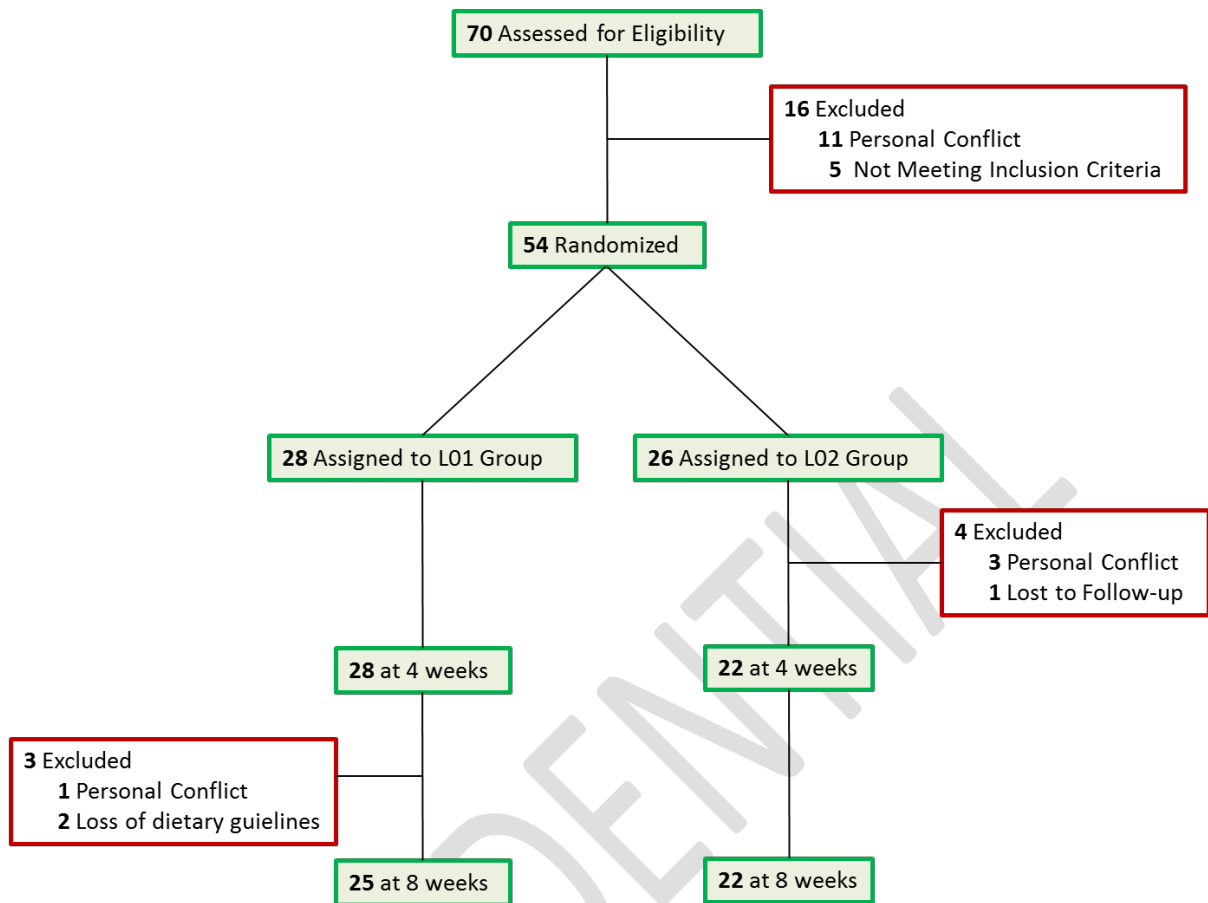 70 Assessed for Eligibility
16 Excluded
11 Personal Conflict
5 Not Meeting Inclusion Criteria
54 Randomized
28 Assigned to L01 Group
26 Assigned to L02 Group
4 Excluded
3 Personal Conflict
1 Lost to Follow-up
28 at 4 weeks
22 at 4 weeks
3 Excluded
1 Personal Conflict
2 Loss of dietary guielines
25 at 8 weeks
22 at 8 weeks
DENTIAL